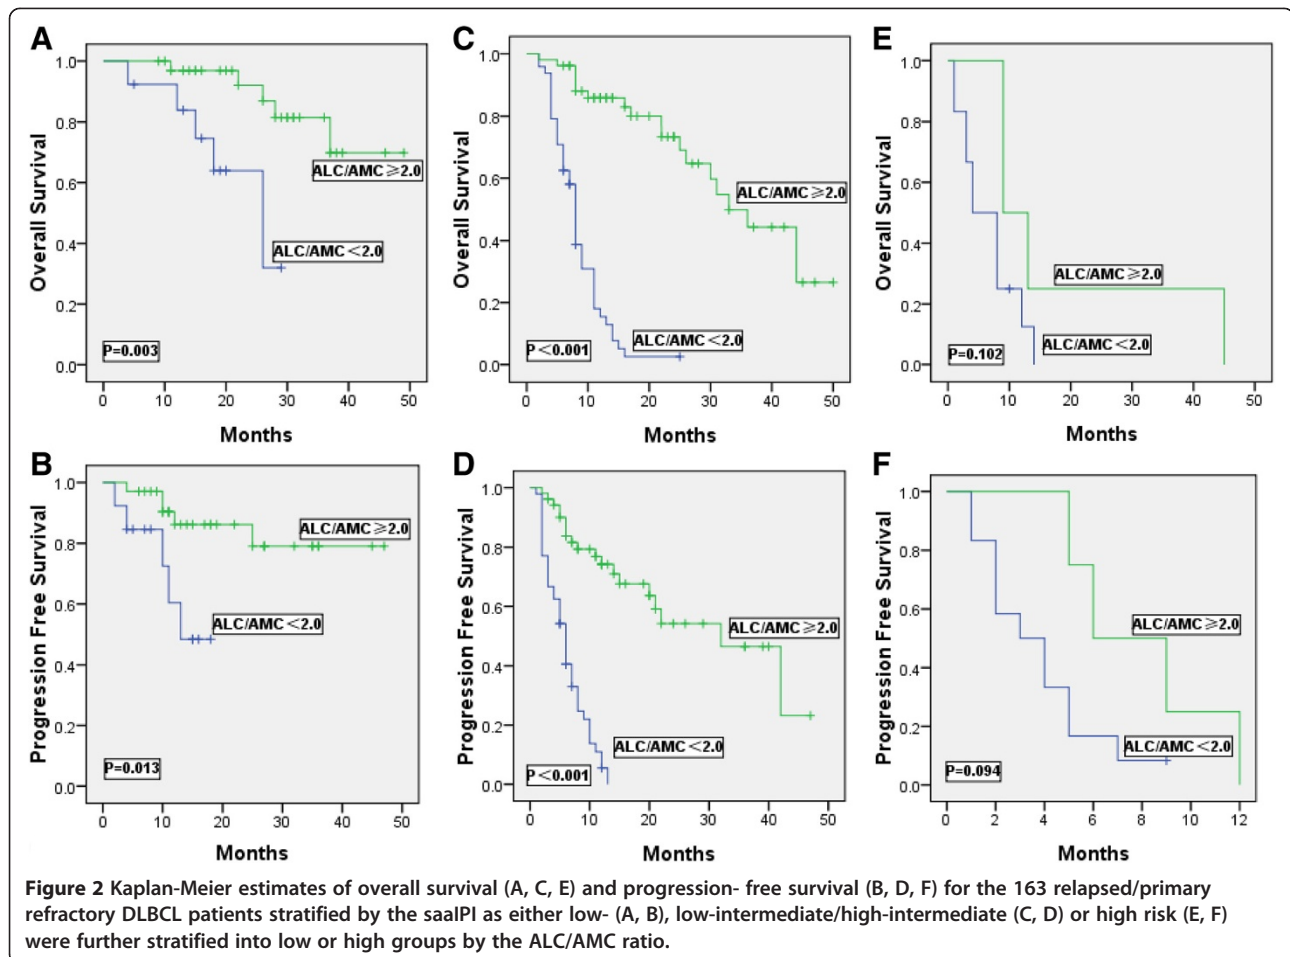 A
Overall Survival
1.0
0.8
0.6
0.4
0.2
0.0
ALC/AMC≥2.0
ALC/AMC<2.0
P=0.003
0 10 20 30 40 50
Months
C
Overall Survival
1.0
0.8
0.6
0.4
0.2
0.0
ALC/AMC≥2.0
ALC/AMC<2.0
P<0.001
0 10 20 30 40 50
Months
E
Overall Survival
1.0
0.8
0.6
0.4
0.2
0.0
ALC/AMC≥2.0
ALC/AMC<2.0
P=0.102
0 10 20 30 40 50
Months
B
Progression Free Survival
1.0
0.8
0.6
0.4
0.2
0.0
ALC/AMC≥2.0
ALC/AMC<2.0
P=0.013
0 10 20 30 40 50
Months
D
Progression Free Survival
1.0
0.8
0.6
0.4
0.2
0.0
ALC/AMC≥2.0
ALC/AMC<2.0
P<0.001
0 10 20 30 40 50
Months
F
Progression Free Survival
1.0
0.8
0.6
0.4
0.2
0.0
ALC/AMC≥2.0
ALC/AMC<2.0
P=0.094
0 2 4 6 8 10 12
Months
Figure 2 Kaplan-Meier estimates of overall survival (A, C, E) and progression- free survival (B, D, F) for the 163 relapsed/primary
refractory DLBCL patients stratified by the saaIPI as either low- (A, B), low-intermediate/high-intermediate (C, D) or high risk (E, F)
were further stratified into low or high groups by the ALC/AMC ratio.